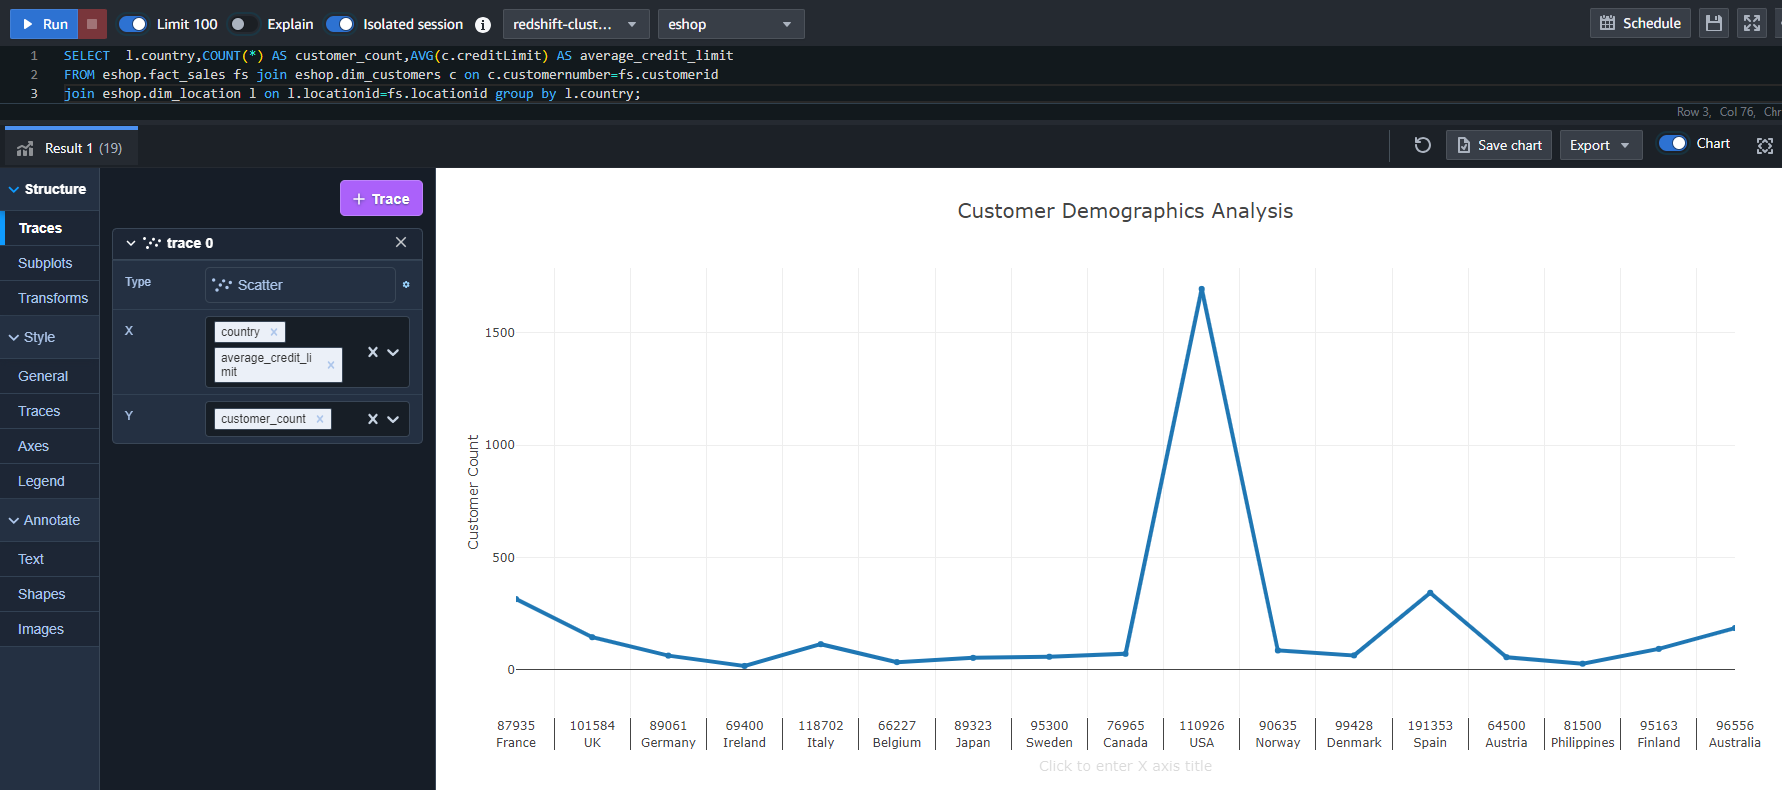 Run Limit 100 Explain Isolated session redshift-clust... eshop Schedule
1 SELECT  l.country,COUNT(*) AS customer_count,AVG(c.creditLimit) AS average_credit_limit
2 FROM eshop.fact_sales fs join eshop.dim_customers c on c.customernumber=fs.customerid
3 join eshop.dim_location l on l.locationid=fs.locationid group by l.country;
Row 3, Col 76, Chr
Result 1 (19) Save chart Export Chart
Structure
Traces
Subplots
Transforms
Style
General
Traces
Axes
Legend
Annotate
Text
Shapes
Images
+ Trace
trace 0
Type Scatter
X country
average_credit_li
mit
Y customer_count
Customer Demographics Analysis
Customer Count
1500
1000
500
0
87935 101584 89061 69400 118702 66227 89323 95300 76965 110926 90635 99428 191353 64500 81500 95163 96556
France UK Germany Ireland Italy Belgium Japan Sweden Canada USA Norway Denmark Spain Austria Philippines Finland Australia
Click to enter X axis title